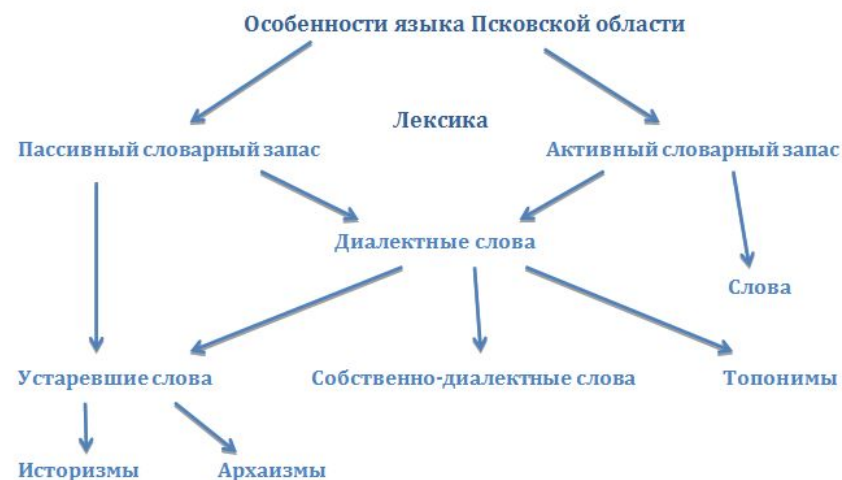 Особенности языка Псковской области
Лексика
Пассивный словарный запас
Активный словарный запас
Диалектные слова
Слова
Устаревшие слова
Собственно-диалектные слова
Топонимы
Историзмы
Архаизмы